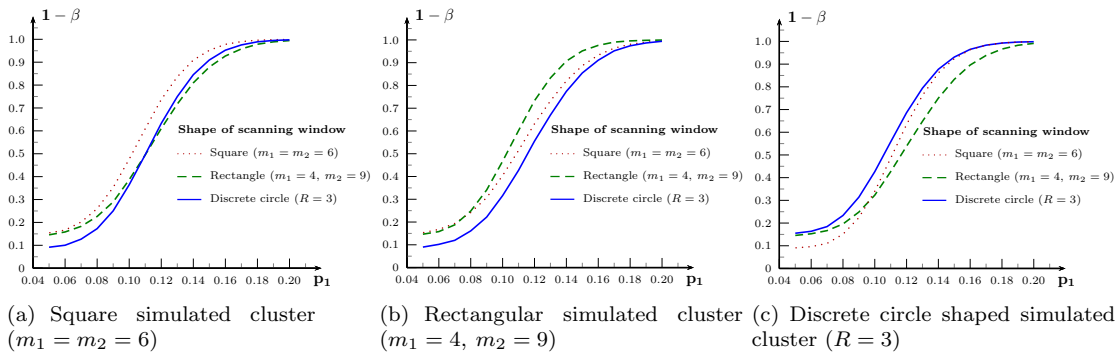 1 − β
1.0
0.9
0.8
0.7
0.6
0.5
0.4
0.3
0.2
0.1
0
0.04 0.06 0.08 0.10 0.12 0.14 0.16 0.18 0.20
p₁
Shape of scanning window
Square (m₁ = m₂ = 6)
Rectangle (m₁ = 4, m₂ = 9)
Discrete circle (R = 3)
(a) Square simulated cluster
(m₁ = m₂ = 6)
1 − β
1.0
0.9
0.8
0.7
0.6
0.5
0.4
0.3
0.2
0.1
0
0.04 0.06 0.08 0.10 0.12 0.14 0.16 0.18 0.20
p₁
Shape of scanning window
Square (m₁ = m₂ = 6)
Rectangle (m₁ = 4, m₂ = 9)
Discrete circle (R = 3)
(b) Rectangular simulated cluster
(m₁ = 4, m₂ = 9)
1 − β
1.0
0.9
0.8
0.7
0.6
0.5
0.4
0.3
0.2
0.1
0
0.04 0.06 0.08 0.10 0.12 0.14 0.16 0.18 0.20
p₁
Shape of scanning window
Square (m₁ = m₂ = 6)
Rectangle (m₁ = 4, m₂ = 9)
Discrete circle (R = 3)
(c) Discrete circle shaped simulated
cluster (R = 3)